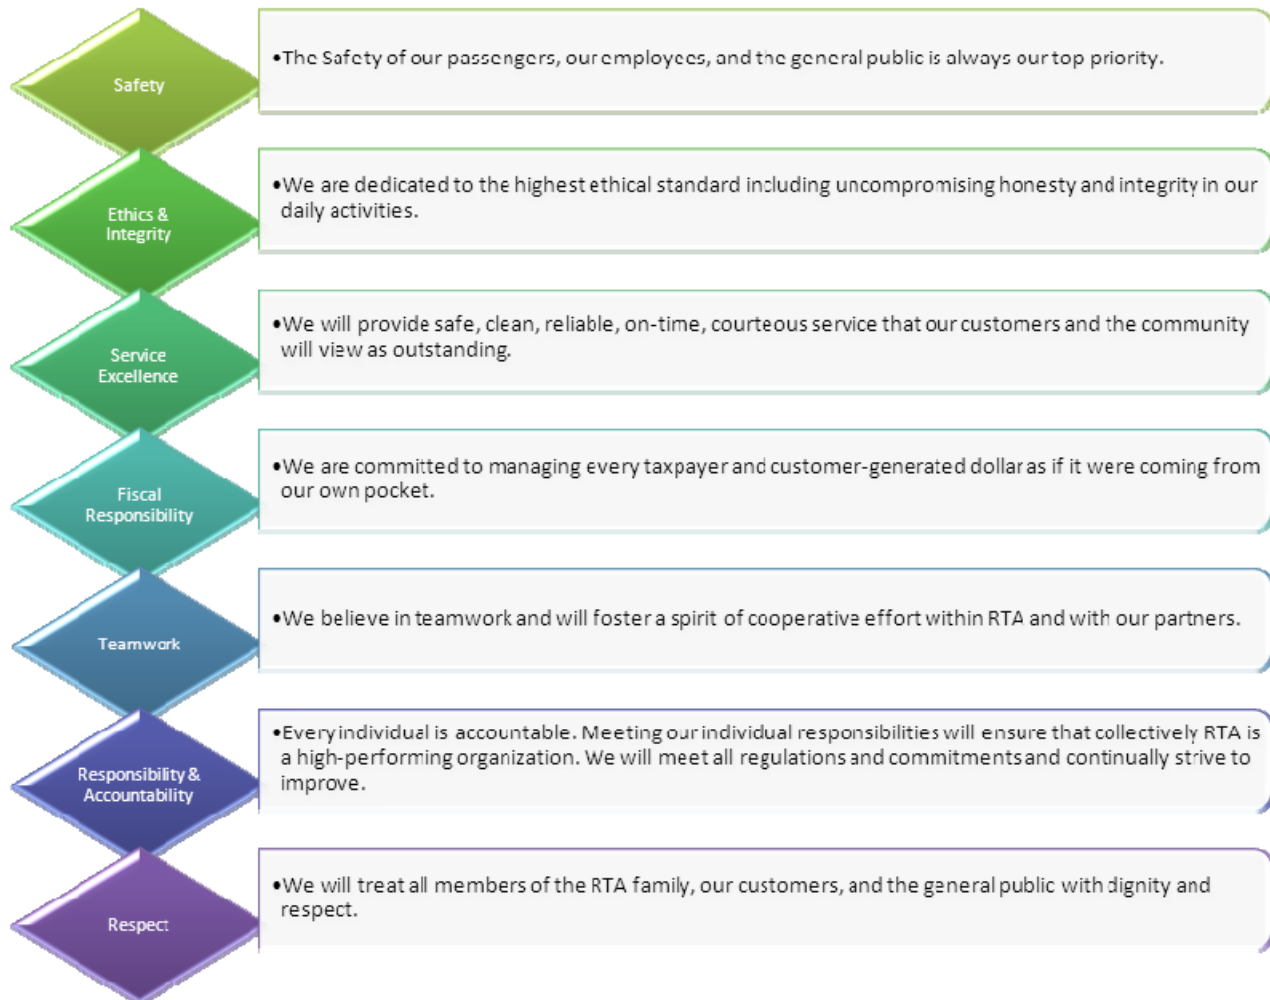 Safety
•The Safety of our passengers, our employees, and the general public is always our top priority.
Ethics &
Integrity
•We are dedicated to the highest ethical standard including uncompromising honesty and integrity in our
daily activities.
Service
Excellence
•We will provide safe, clean, reliable, on-time, courteous service that our customers and the community
will view as outstanding.
Fiscal
Responsibility
•We are committed to managing every taxpayer and customer-generated dollar as if it were coming from
our own pocket.
Teamwork
•We believe in teamwork and will foster a spirit of cooperative effort within RTA and with our partners.
Responsibility &
Accountability
•Every individual is accountable. Meeting our individual responsibilities will ensure that collectively RTA is
a high-performing organization. We will meet all regulations and commitments and continually strive to
improve.
Respect
•We will treat all members of the RTA family, our customers, and the general public with dignity and
respect.